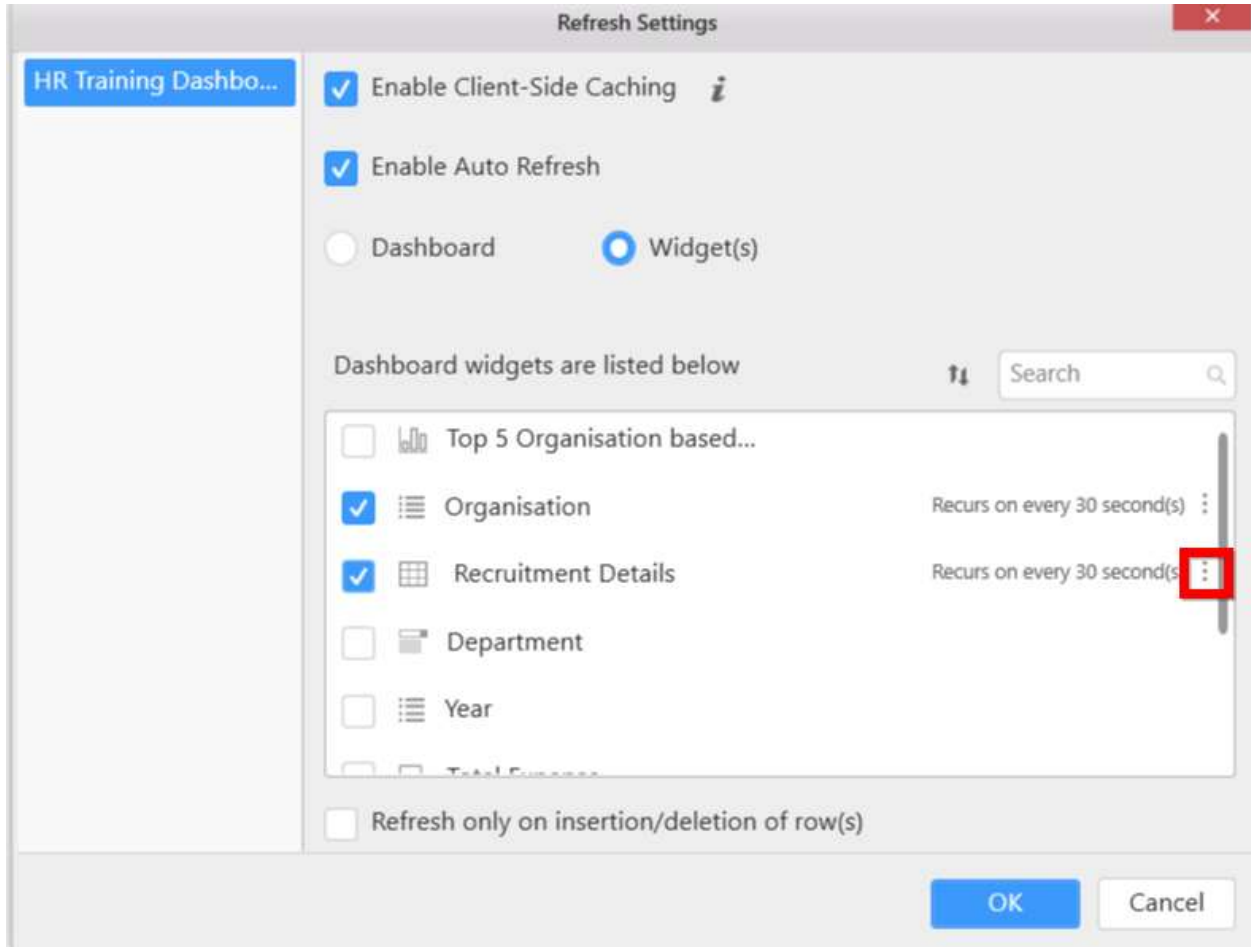 Refresh Settings
HR Training Dashbo...
Enable Client-Side Caching
Enable Auto Refresh
Dashboard Widget(s)
Dashboard widgets are listed below
Search
Top 5 Organisation based...
Organisation Recurs on every 30 second(s)
Recruitment Details Recurs on every 30 second(s
Department
Year
Total Expense
Refresh only on insertion/deletion of row(s)
OK Cancel